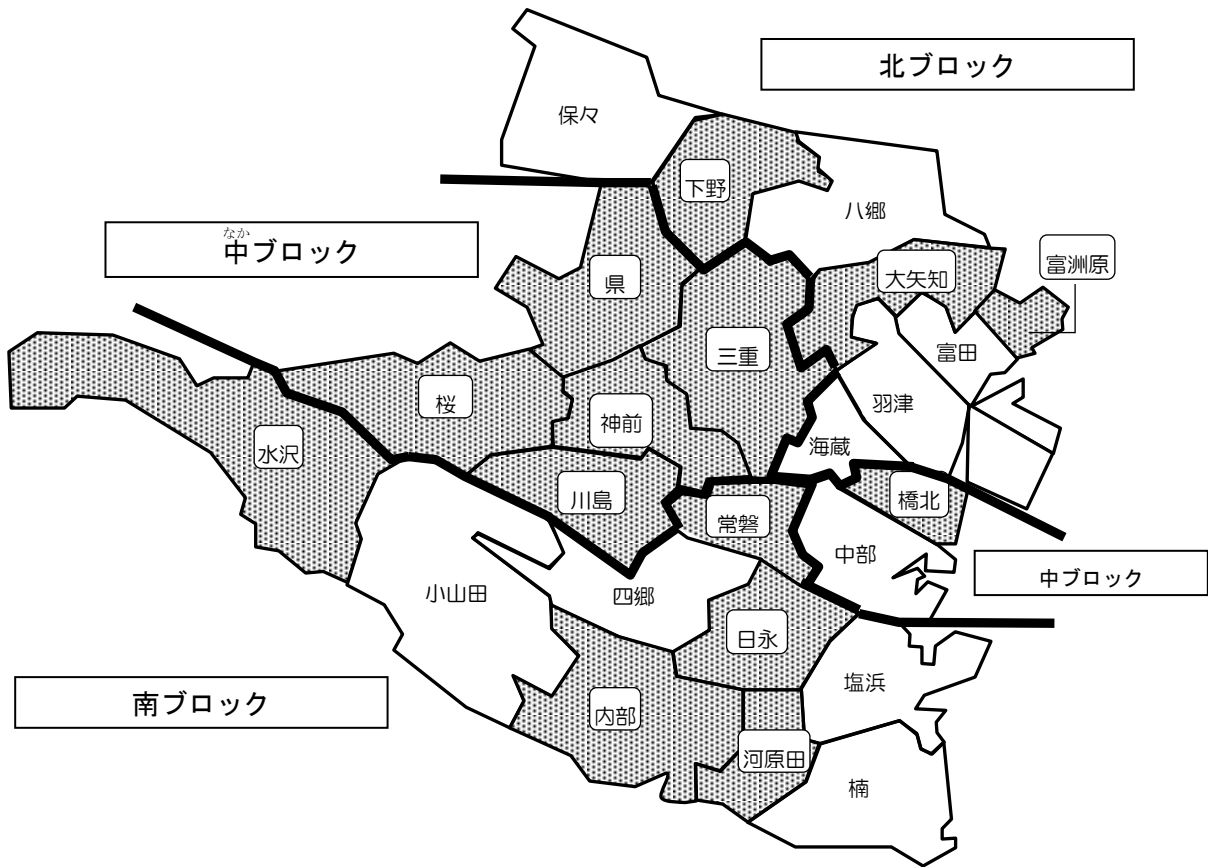 北ブロック
保々
下野
八郷
なか
中ブロック
県
大矢知
富洲原
三重
富田
桜
神前
羽津
水沢
海蔵
川島
常磐
橋北
中部
中ブロック
小山田
四郷
日永
塩浜
南ブロック
内部
河原田
楠